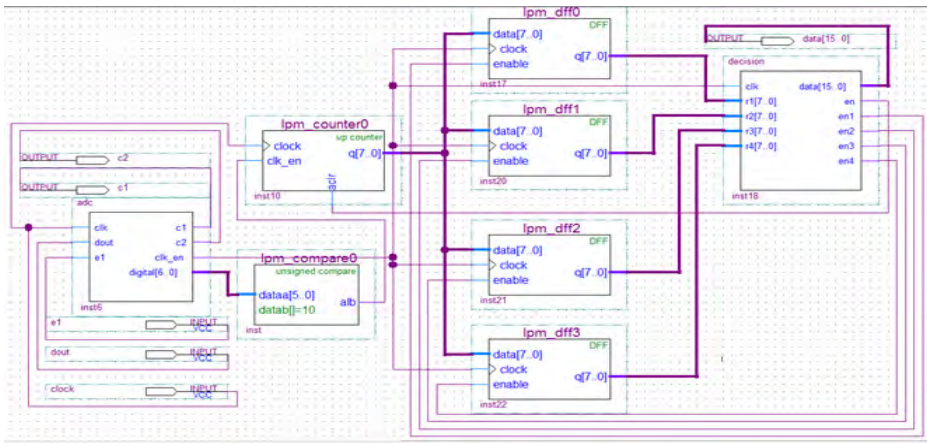 lpm_dff0
DFF
data[7..0]
clock
q[7..0]
enable
inst17
OUTPUT
data[15..0]
decision
clk
data[15..0]
r1[7..0]
en
r2[7..0]
en1
r3[7..0]
en2
r4[7..0]
en3
en4
inst18
lpm_dff1
DFF
data[7..0]
clock
q[7..0]
enable
inst20
lpm_counter0
up counter
clock
q[7..0]
clk_en
aclr
inst10
OUTPUT
c2
OUTPUT
c1
adc
clk
c1
dout
c2
e1
clk_en
digital[6..0]
inst6
lpm_compare0
unsigned compare
dataa[5..0]
alb
datab[]=10
inst
lpm_dff2
DFF
data[7..0]
clock
q[7..0]
enable
inst21
e1
INPUT
VCC
dout
INPUT
VCC
clock
INPUT
VCC
lpm_dff3
DFF
data[7..0]
clock
q[7..0]
enable
inst22